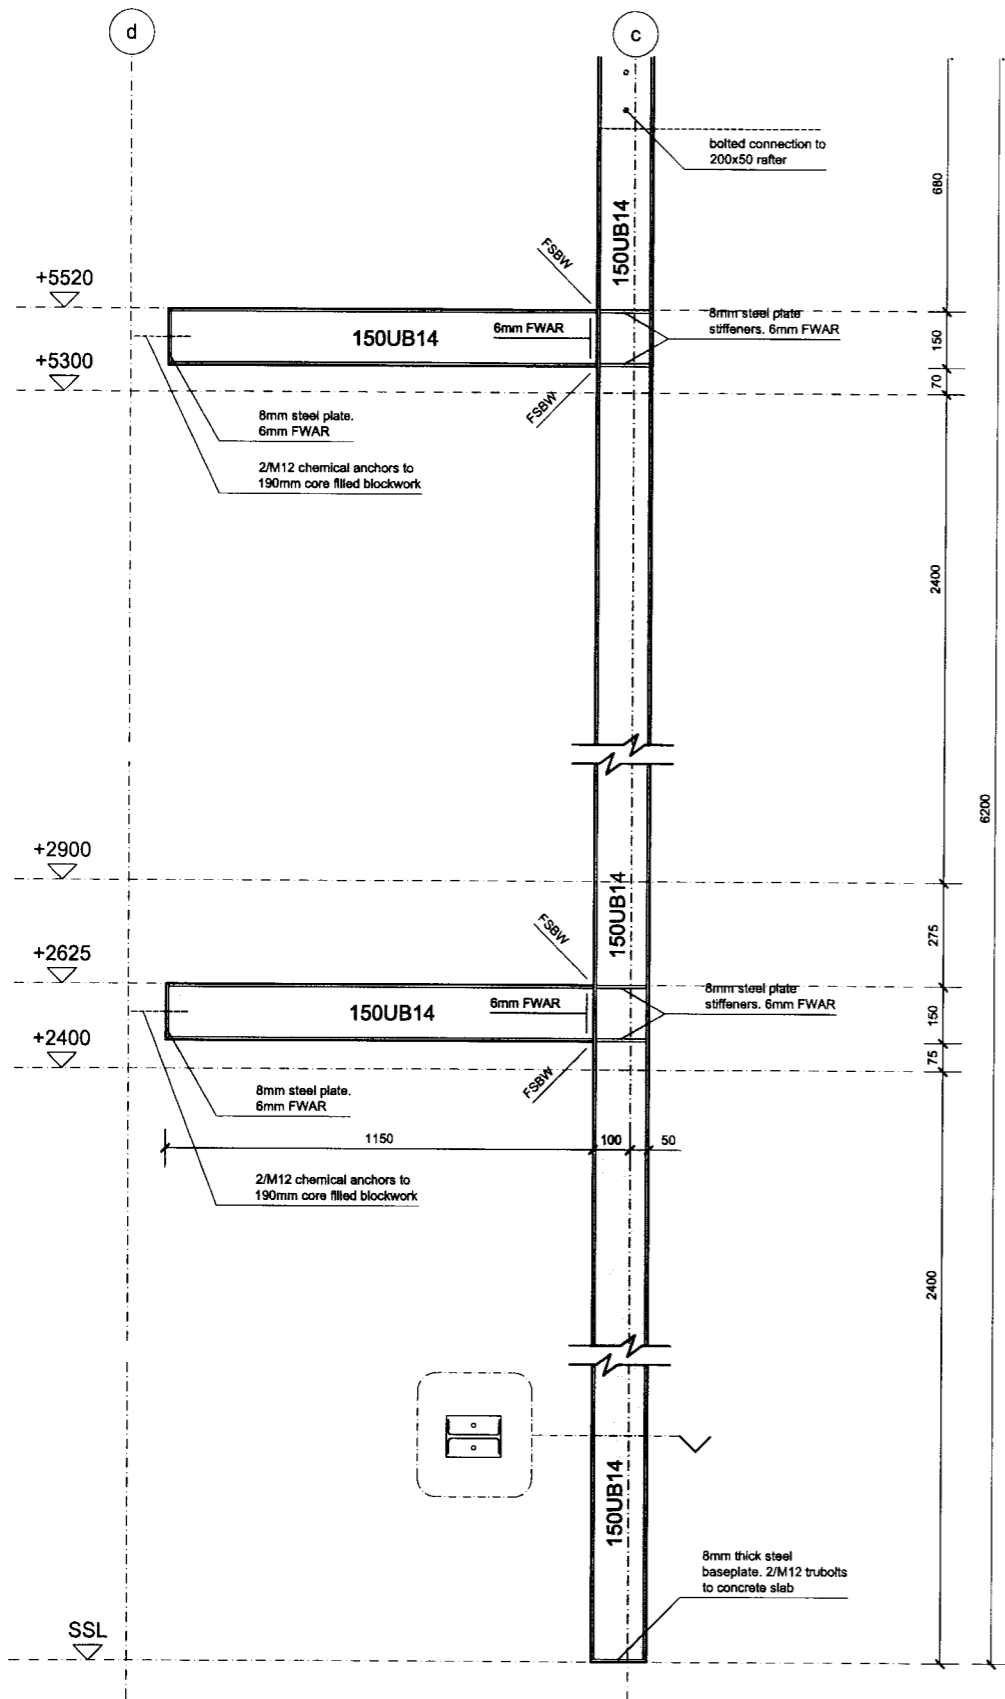 d
c
bolted connection to
200x50 rafter
680
150UB14
FSBW
+5520
8mm steel plate
stiffeners. 6mm FWAR
6mm FWAR
150UB14
150
+5300
FSBW
70
8mm steel plate.
6mm FWAR
2/M12 chemical anchors to
190mm core filled blockwork
2400
6200
+2900
150UB14
275
FSBW
+2625
8mm steel plate
stiffeners. 6mm FWAR
6mm FWAR
150UB14
150
+2400
FSBW
75
8mm steel plate.
6mm FWAR
1150
100
50
2/M12 chemical anchors to
190mm core filled blockwork
2400
150UB14
8mm thick steel
baseplate. 2/M12 trubolts
to concrete slab
SSL